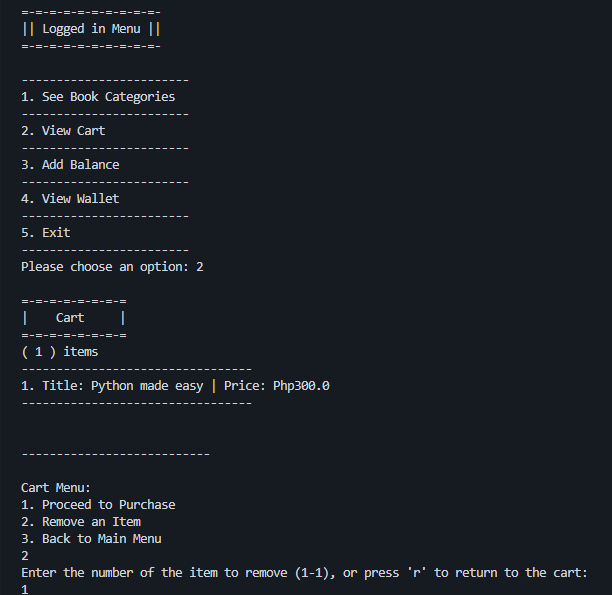 =-=-=-=-=-=-=-=-=-=-
|| Logged in Menu ||
=-=-=-=-=-=-=-=-=-=-
------------------------
1. See Book Categories
------------------------
2. View Cart
------------------------
3. Add Balance
------------------------
4. View Wallet
------------------------
5. Exit
------------------------
Please choose an option: 2
=-=-=-=-=-=-=-=
|    Cart     |
=-=-=-=-=-=-=-=
( 1 ) items
---------------------------------
1. Title: Python made easy | Price: Php300.0
---------------------------------
---------------------------
Cart Menu:
1. Proceed to Purchase
2. Remove an Item
3. Back to Main Menu
2
Enter the number of the item to remove (1-1), or press 'r' to return to the cart:
1